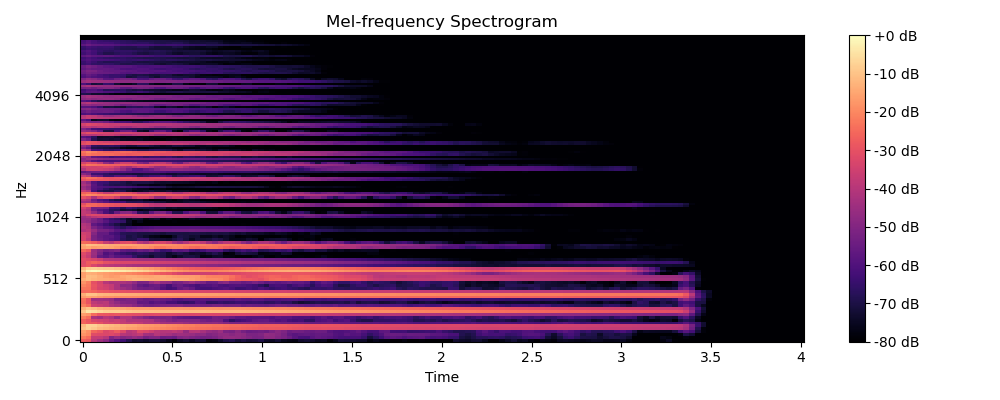 Mel-frequency Spectrogram
Hz
4096
2048
1024
512
0
0
0.5
1
1.5
2
2.5
3
3.5
4
Time
+0 dB
-10 dB
-20 dB
-30 dB
-40 dB
-50 dB
-60 dB
-70 dB
-80 dB